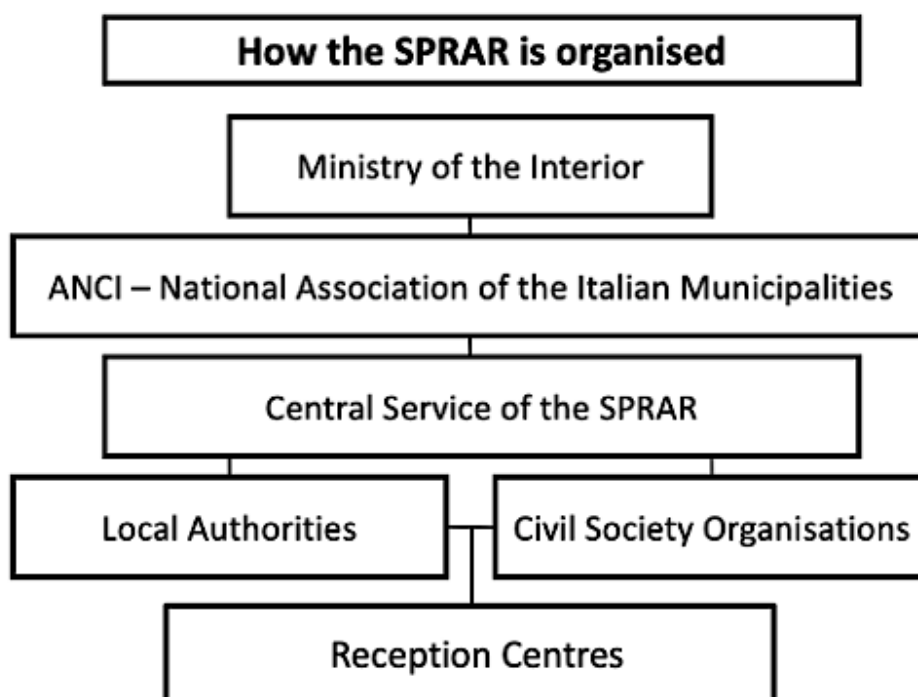 How the SPRAR is organised
Ministry of the Interior
ANCI – National Association of the Italian Municipalities
Central Service of the SPRAR
Local Authorities
Civil Society Organisations
Reception Centres